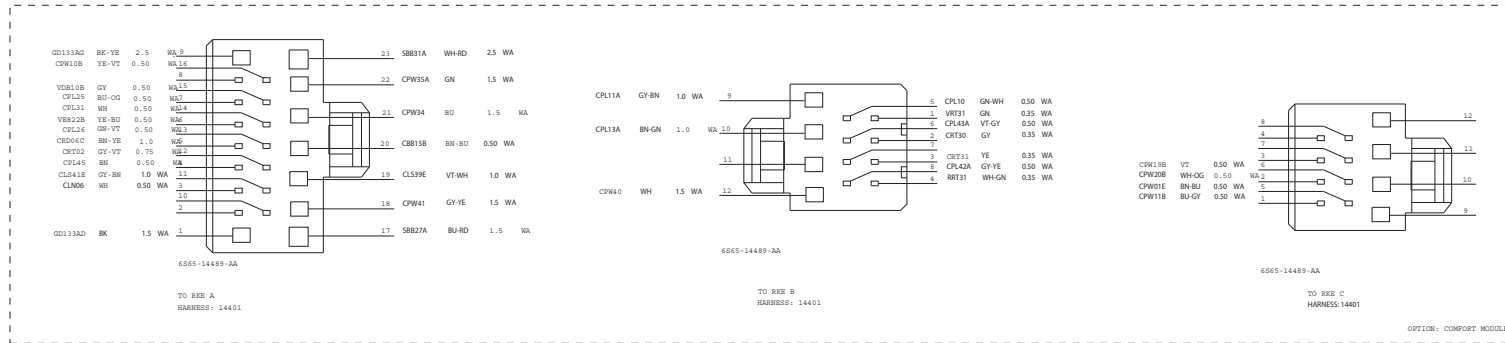 GD133AG BK-YE 2.5 WA 9
CPW10B YE-VT 0.50 WA 16
8
VDB10B GY 0.50 WA 15
CPL25 BU-OG 0.50 WA 7
CPL31 WH 0.50 WA 14
VE822B YE-BU 0.50 WA 6
CPL26 GN-VT 0.50 WA 13
CRD06C BN-YE 1.0 WA 5
CRT02 GY-VT 0.75 WA 12
CPL45 BN 0.50 WA 4
CLS41E GY-BN 1.0 WA 11
CLN06 WH 0.50 WA 3
10
2
GD133AD BK 1.5 WA 1
23 SBB31A WH-RD 2.5 WA
22 CPW35A GN 1.5 WA
21 CPW34 BU 1.5 WA
20 CBB15B BN-BU 0.50 WA
19 CLS39E VT-WH 1.0 WA
18 CPW41 GY-YE 1.5 WA
17 SBB27A BU-RD 1.5 WA
6S65-14489-AA
TO RKE A
HARNESS: 14401
CPL11A GY-BN 1.0 WA 9
CPL13A BN-GN 1.0 WA 10
11
CPW40 WH 1.5 WA 12
5 CPL10 GN-WH 0.50 WA
1 VRT31 GN 0.35 WA
6 CPL43A VT-GY 0.50 WA
2 CRT30 GY 0.35 WA
7
3 CRT31 YE 0.35 WA
8 CPL42A GY-YE 0.50 WA
4 RRT31 WH-GN 0.35 WA
6S65-14489-AA
TO RKE B
HARNESS: 14401
8
4
7
3
CPW19B VT 0.50 WA 6
CPW20B WH-OG 0.50 WA 2
CPW01E BN-BU 0.50 WA 5
CPW11B BU-GY 0.50 WA 1
12
11
10
9
6S65-14489-AA
TO RKE C
HARNESS: 14401
OPTION: COMFORT MODULE